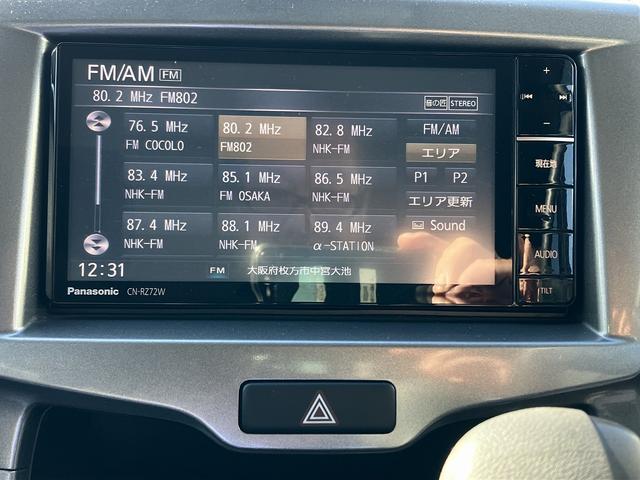 FM/AM FM
80.2 MHz FM802
音の匠 STEREO
76.5 MHz
FM COCOLO
80.2 MHz
FM802
82.8 MHz
NHK-FM
83.4 MHz
NHK-FM
85.1 MHz
FM OSAKA
86.5 MHz
NHK-FM
87.4 MHz
NHK-FM
88.1 MHz
NHK-FM
89.4 MHz
α-STATION
FM/AM
エリア
P1 P2
エリア更新
Sound
12:31 FM 大阪府枚方市中宮大池
Panasonic CN-RZ72W
+
-
現在地
MENU
AUDIO
TILT